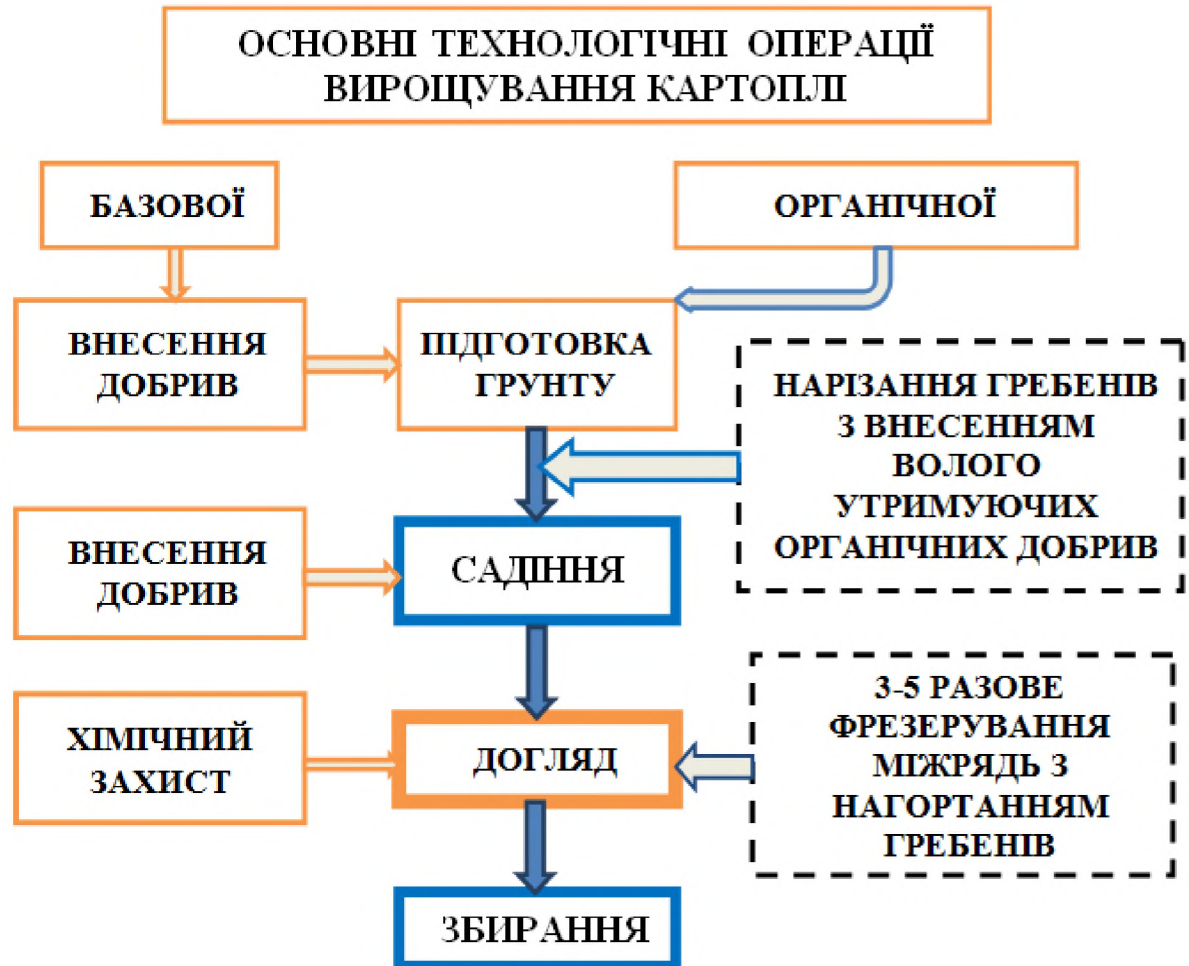 ОСНОВНІ ТЕХНОЛОГІЧНІ ОПЕРАЦІЇ
ВИРОЩУВАННЯ КАРТОПЛІ
БАЗОВОЇ
ОРГАНІЧНОЇ
ВНЕСЕННЯ
ДОБРИВ
ПІДГОТОВКА
ГРУНТУ
НАРІЗАННЯ ГРЕБЕНІВ
З ВНЕСЕННЯМ
ВОЛОГО
УТРИМУЮЧИХ
ОРГАНІЧНИХ ДОБРИВ
ВНЕСЕННЯ
ДОБРИВ
САДІННЯ
ХІМІЧНИЙ
ЗАХИСТ
ДОГЛЯД
3-5 РАЗОВЕ
ФРЕЗЕРУВАННЯ
МІЖРЯДЬ З
НАГОРТАННЯМ
ГРЕБЕНІВ
ЗБИРАННЯ